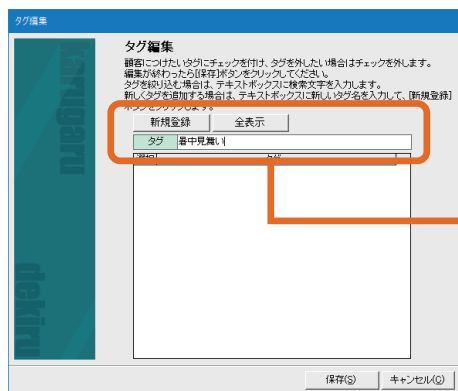 タグ編集
タグ編集
顧客につけたいタグにチェックを付け、タグを外したい場合はチェックを外します。
編集が終わったら[保存]ボタンをクリックしてください。
タグを絞り込む場合は、テキストボックスに検索文字を入力します。
新しくタグを追加する場合は、テキストボックスに新しいタグ名を入力して、[新規登録]
ボタンをクリックします。
新規登録 全表示
タグ 暑中見舞い
選択 タグ
karugaru
dekiru
保存(S) キャンセル(C)